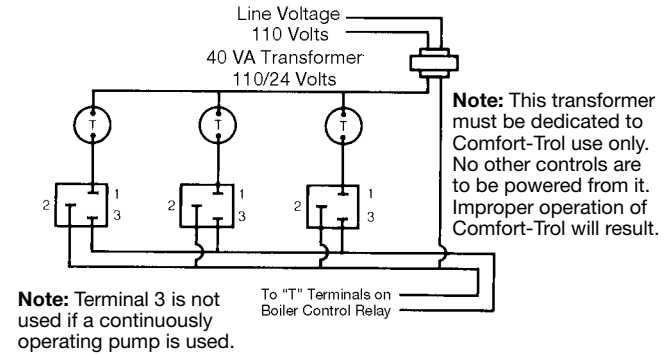 Line Voltage
110 Volts
40 VA Transformer
110/24 Volts
Note: This transformer
must be dedicated to
Comfort-Trol use only.
No other controls are
to be powered from it.
Improper operation of
Comfort-Trol will result.
T
T
T
1
2
3
1
2
3
1
2
3
Note: Terminal 3 is not
used if a continuously
operating pump is used.
To "T" Terminals on
Boiler Control Relay